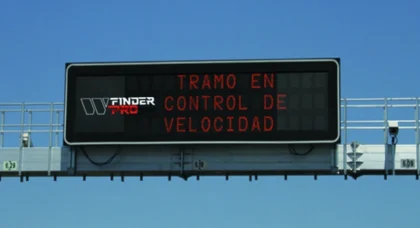 FINDER
PRO
TRAMO EN
CONTROL DE
VELOCIDAD